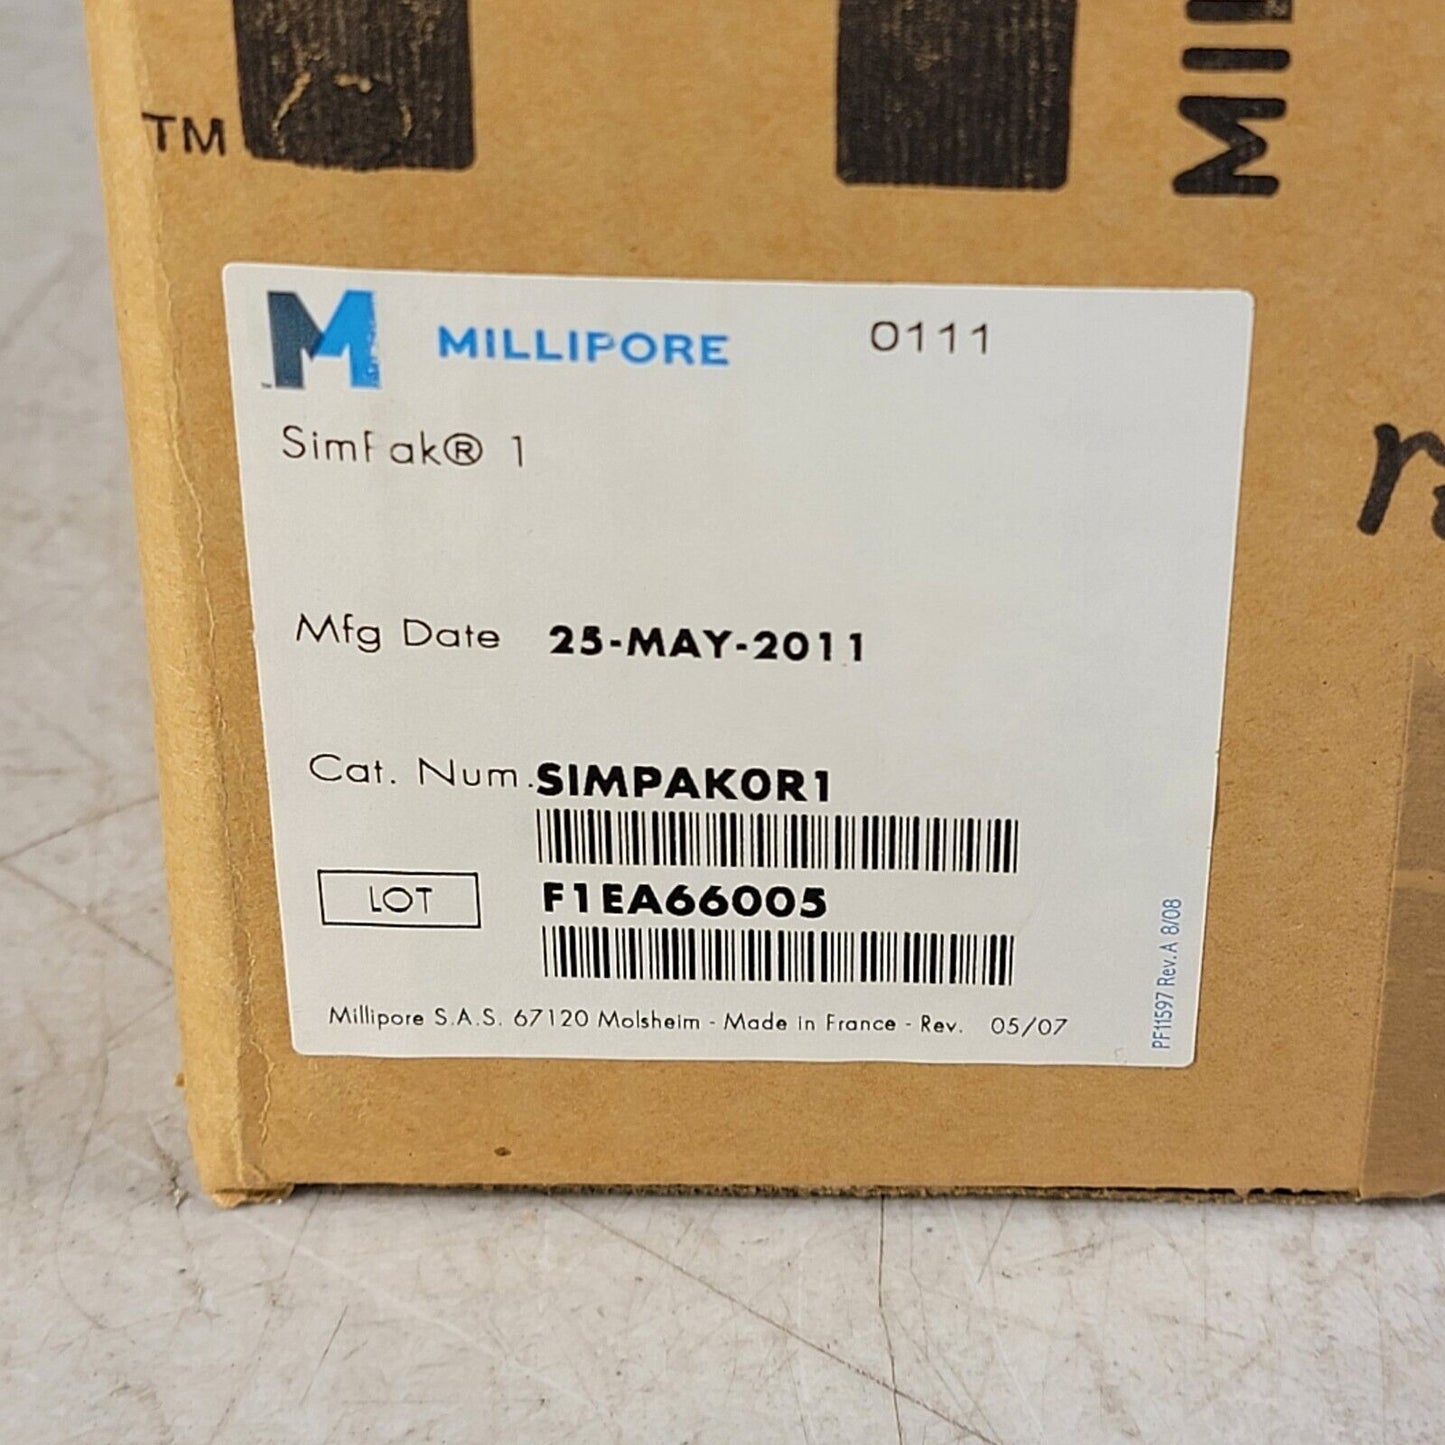 TM
MIL
MILLIPORE 0111
SimPak® 1
Mfg Date 25-MAY-2011
Cat. Num. SIMPAK0R1
LOT F1EA66005
Millipore S.A.S. 67120 Molsheim - Made in France - Rev. 05/07
PF11597 Rev. A 8/08